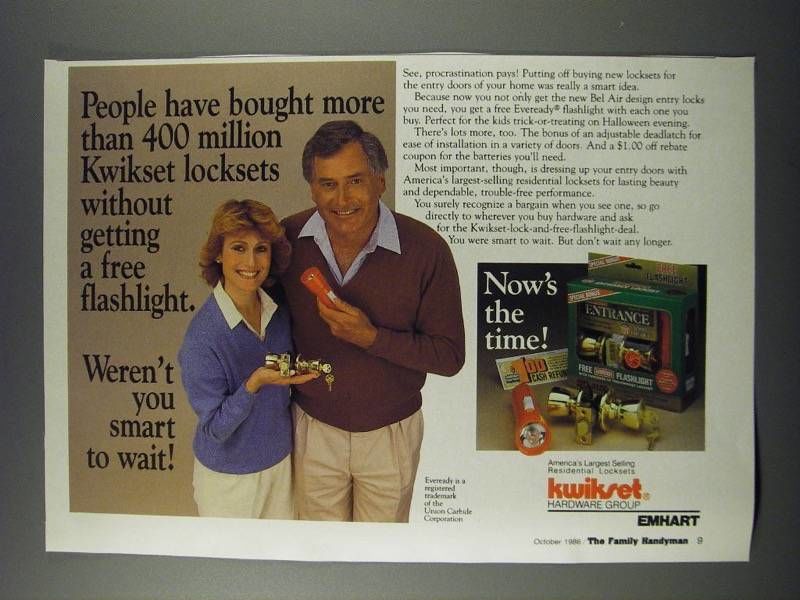 People have bought more
than 400 million
Kwikset locksets
without
getting
a free
flashlight.
Weren't
you
smart
to wait!
See, procrastination pays! Putting off buying new locksets for
the entry doors of your home was really a smart idea.
Because now you not only get the new Bel Air design entry locks
you need, you get a free Eveready® flashlight with each one you
buy. Perfect for the kids trick-or-treating on Halloween evening.
There's lots more, too. The bonus of an adjustable deadlatch for
ease of installation in a variety of doors. And a $1.00 off rebate
coupon for the batteries you'll need.
Most important, though, is dressing up your entry doors with
America's largest-selling residential locksets for lasting beauty
and dependable, trouble-free performance.
You surely recognize a bargain when you see one, so go
directly to wherever you buy hardware and ask
for the Kwikset-lock-and-free-flashlight-deal.
You were smart to wait. But don't wait any longer.
Now's
the
time!
SPECIAL BONUS
FREE
FLASHLIGHT
SPECIAL BONUS
ENTRANCE
FREE
FLASHLIGHT
$1.00
CASH REFUND
Eveready is a
registered
trademark
of the
Union Carbide
Corporation
America's Largest Selling
Residential Locksets
kwikset®
HARDWARE GROUP
EMHART
October 1986 The Family Handyman 9